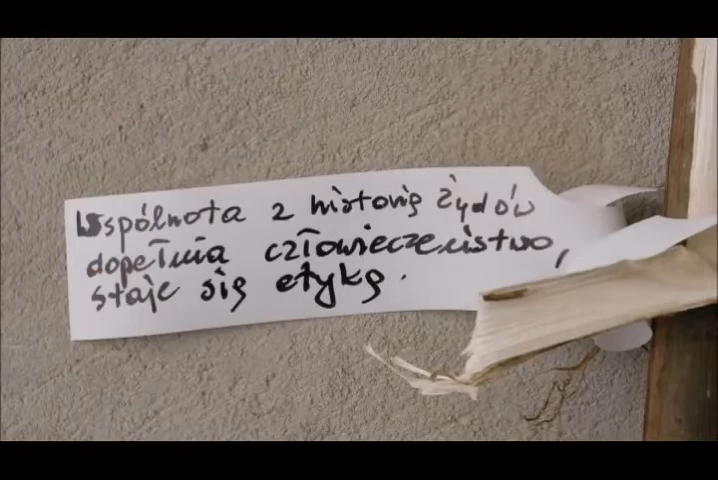 Wspólnota z historią Żydów
dopełnia człowieczeństwo,
staje się etyką.